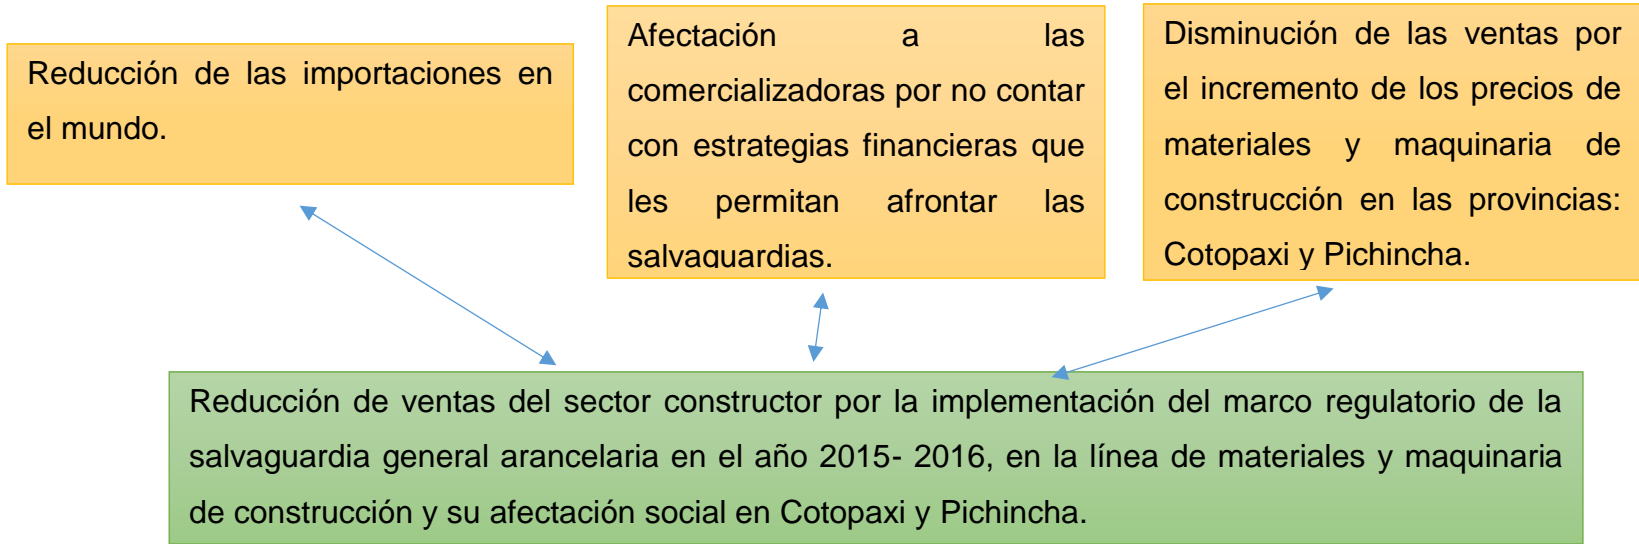 Reducción de las importaciones en
el mundo.
Afectación a las
comercializadoras por no contar
con estrategias financieras que
les permitan afrontar las
salvaguardias.
Disminución de las ventas por
el incremento de los precios de
materiales y maquinaria de
construcción en las provincias:
Cotopaxi y Pichincha.
Reducción de ventas del sector constructor por la implementación del marco regulatorio de la
salvaguardia general arancelaria en el año 2015- 2016, en la línea de materiales y maquinaria
de construcción y su afectación social en Cotopaxi y Pichincha.